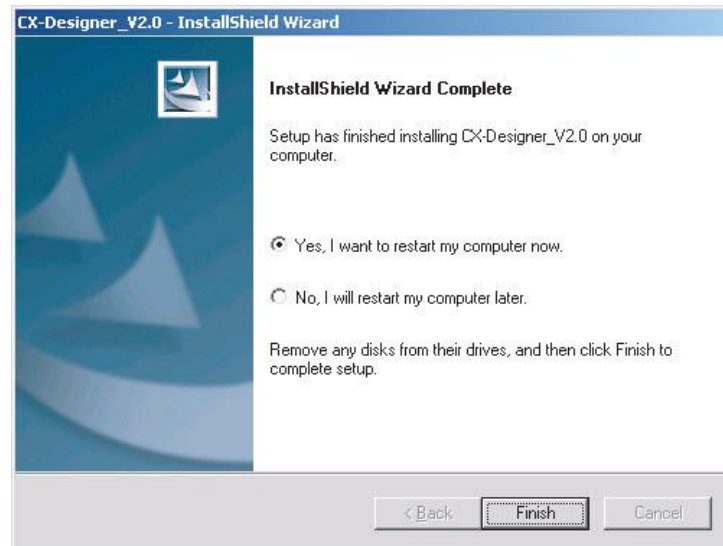 CX-Designer_V2.0 - InstallShield Wizard
InstallShield Wizard Complete
Setup has finished installing CX-Designer_V2.0 on your
computer.
Yes, I want to restart my computer now.
No, I will restart my computer later.
Remove any disks from their drives, and then click Finish to
complete setup.
< Back Finish Cancel